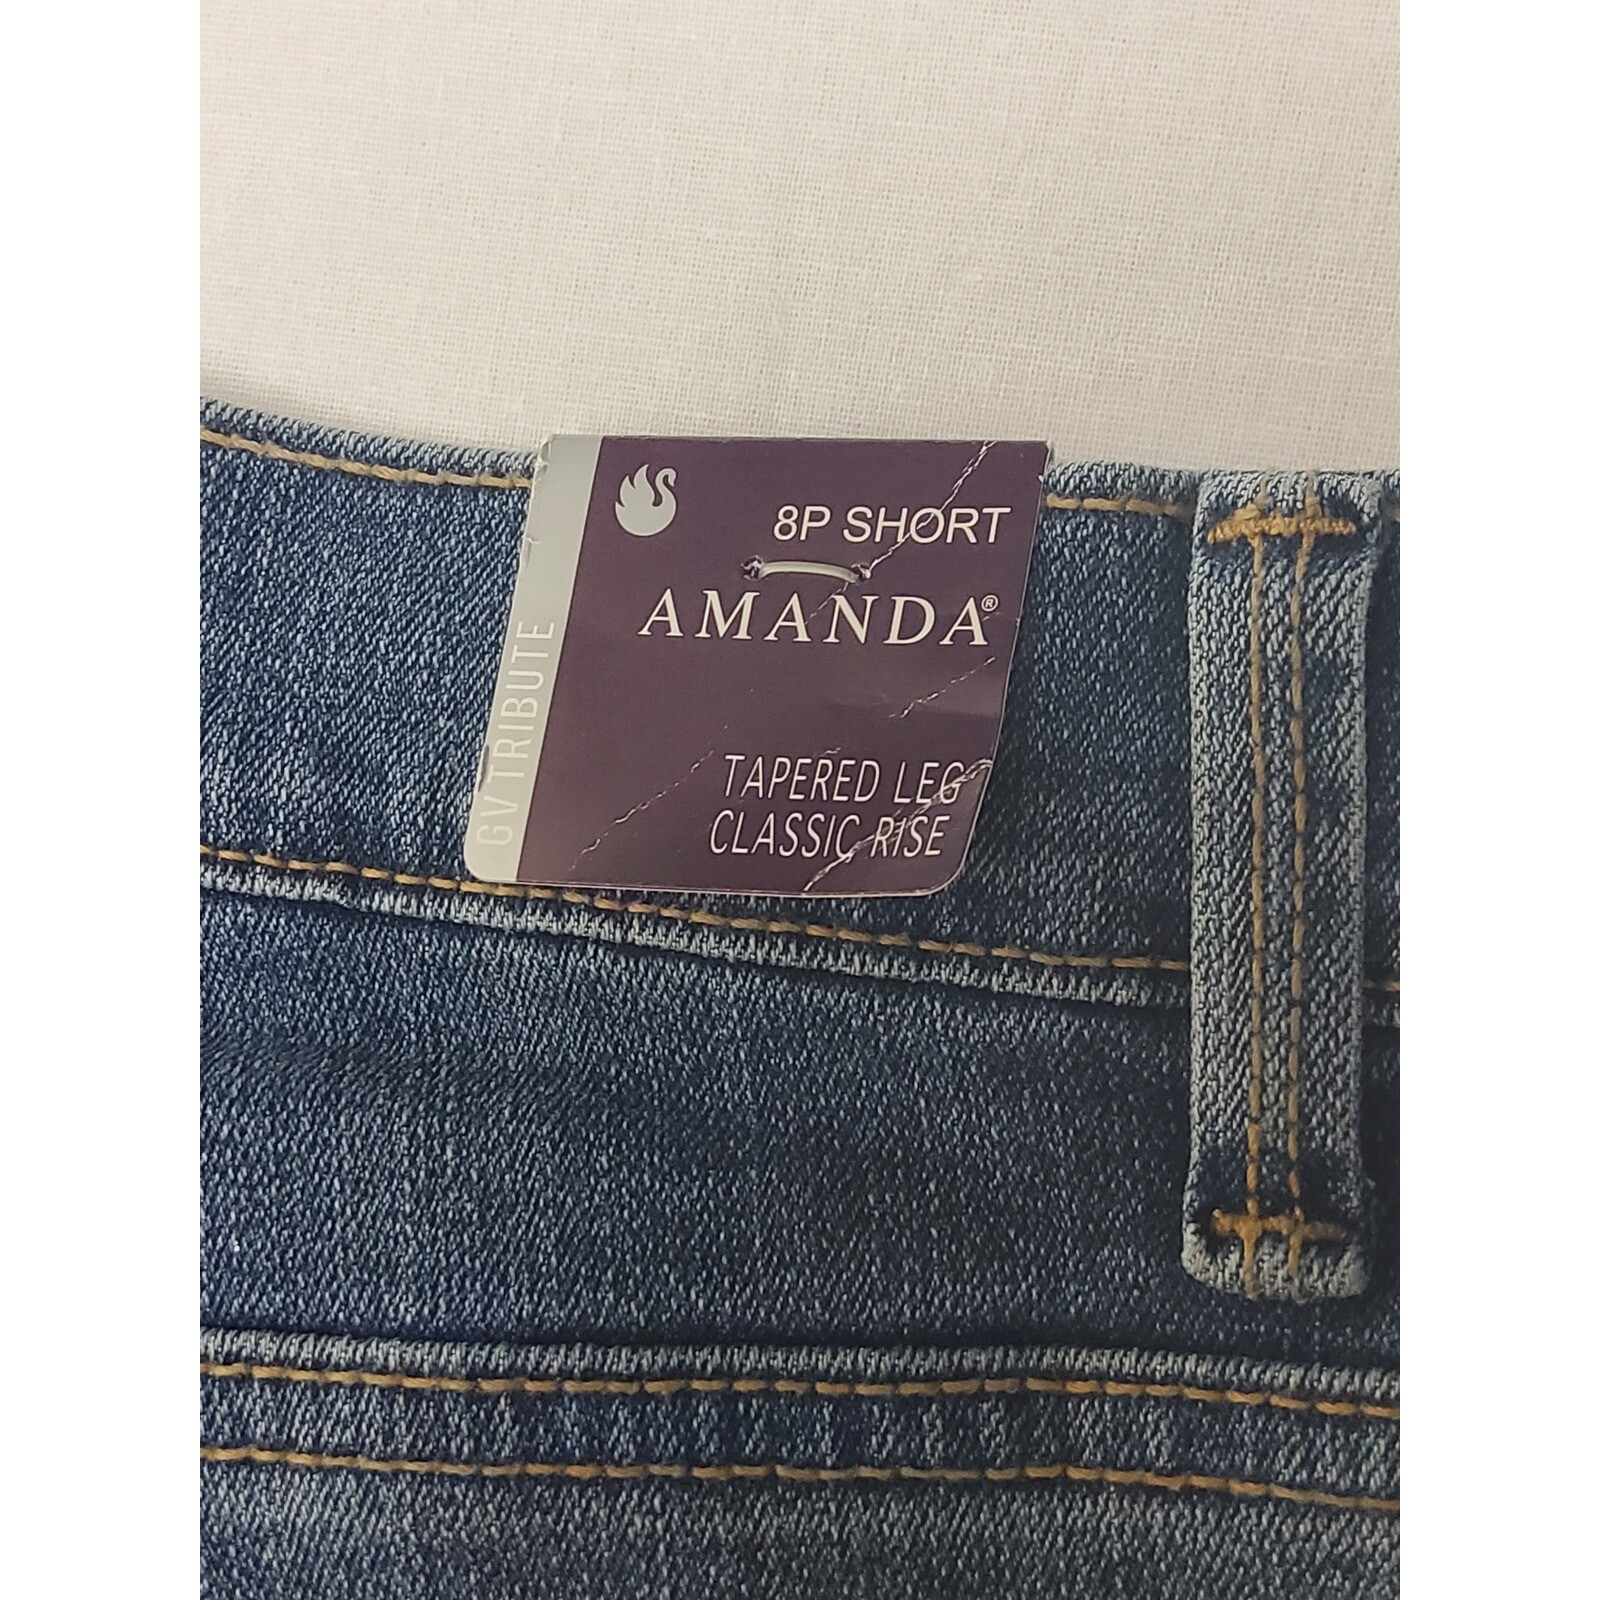 8P SHORT
AMANDA®
TAPERED LEG
CLASSIC RISE
GV TRIBUTE